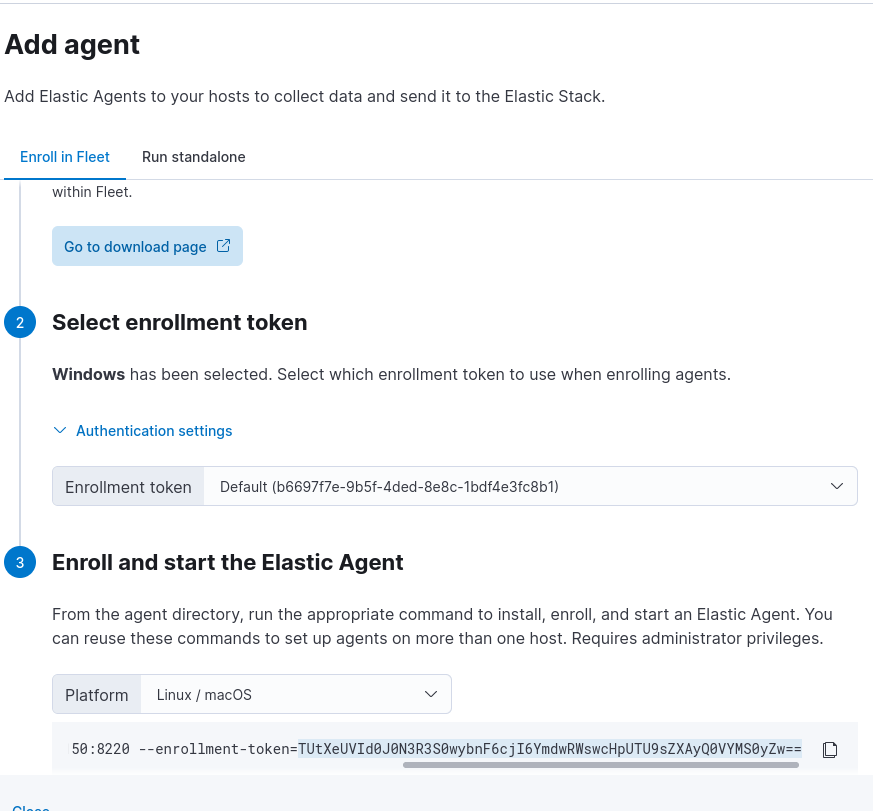 Add agent
Add Elastic Agents to your hosts to collect data and send it to the Elastic Stack.
Enroll in Fleet
Run standalone
within Fleet.
Go to download page
2
Select enrollment token
Windows has been selected. Select which enrollment token to use when enrolling agents.
Authentication settings
Enrollment token
Default (b6697f7e-9b5f-4ded-8e8c-1bdf4e3fc8b1)
3
Enroll and start the Elastic Agent
From the agent directory, run the appropriate command to install, enroll, and start an Elastic Agent. You
can reuse these commands to set up agents on more than one host. Requires administrator privileges.
Platform
Linux / macOS
50:8220 --enrollment-token=TUtXeUVId0J0N3R3S0wybnF6cjI6YmdwRWswcHpUTU9sZXAyQ0VYMS0yZw==
Close